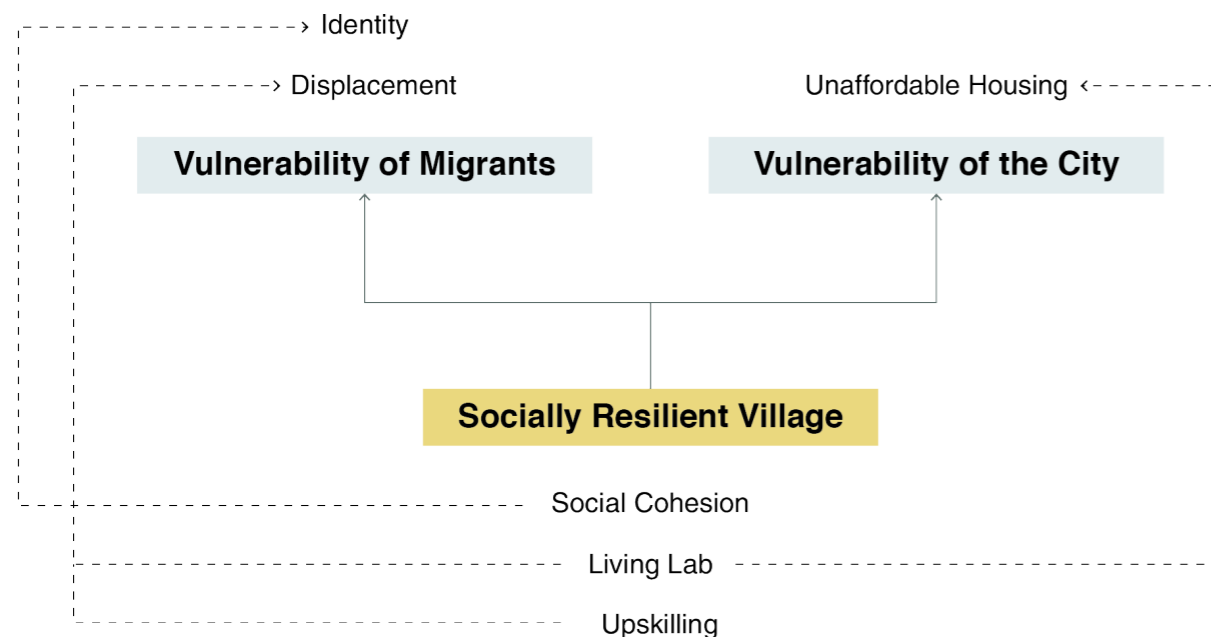 Identity
Displacement
Unaffordable Housing
Vulnerability of Migrants
Vulnerability of the City
Socially Resilient Village
Social Cohesion
Living Lab
Upskilling